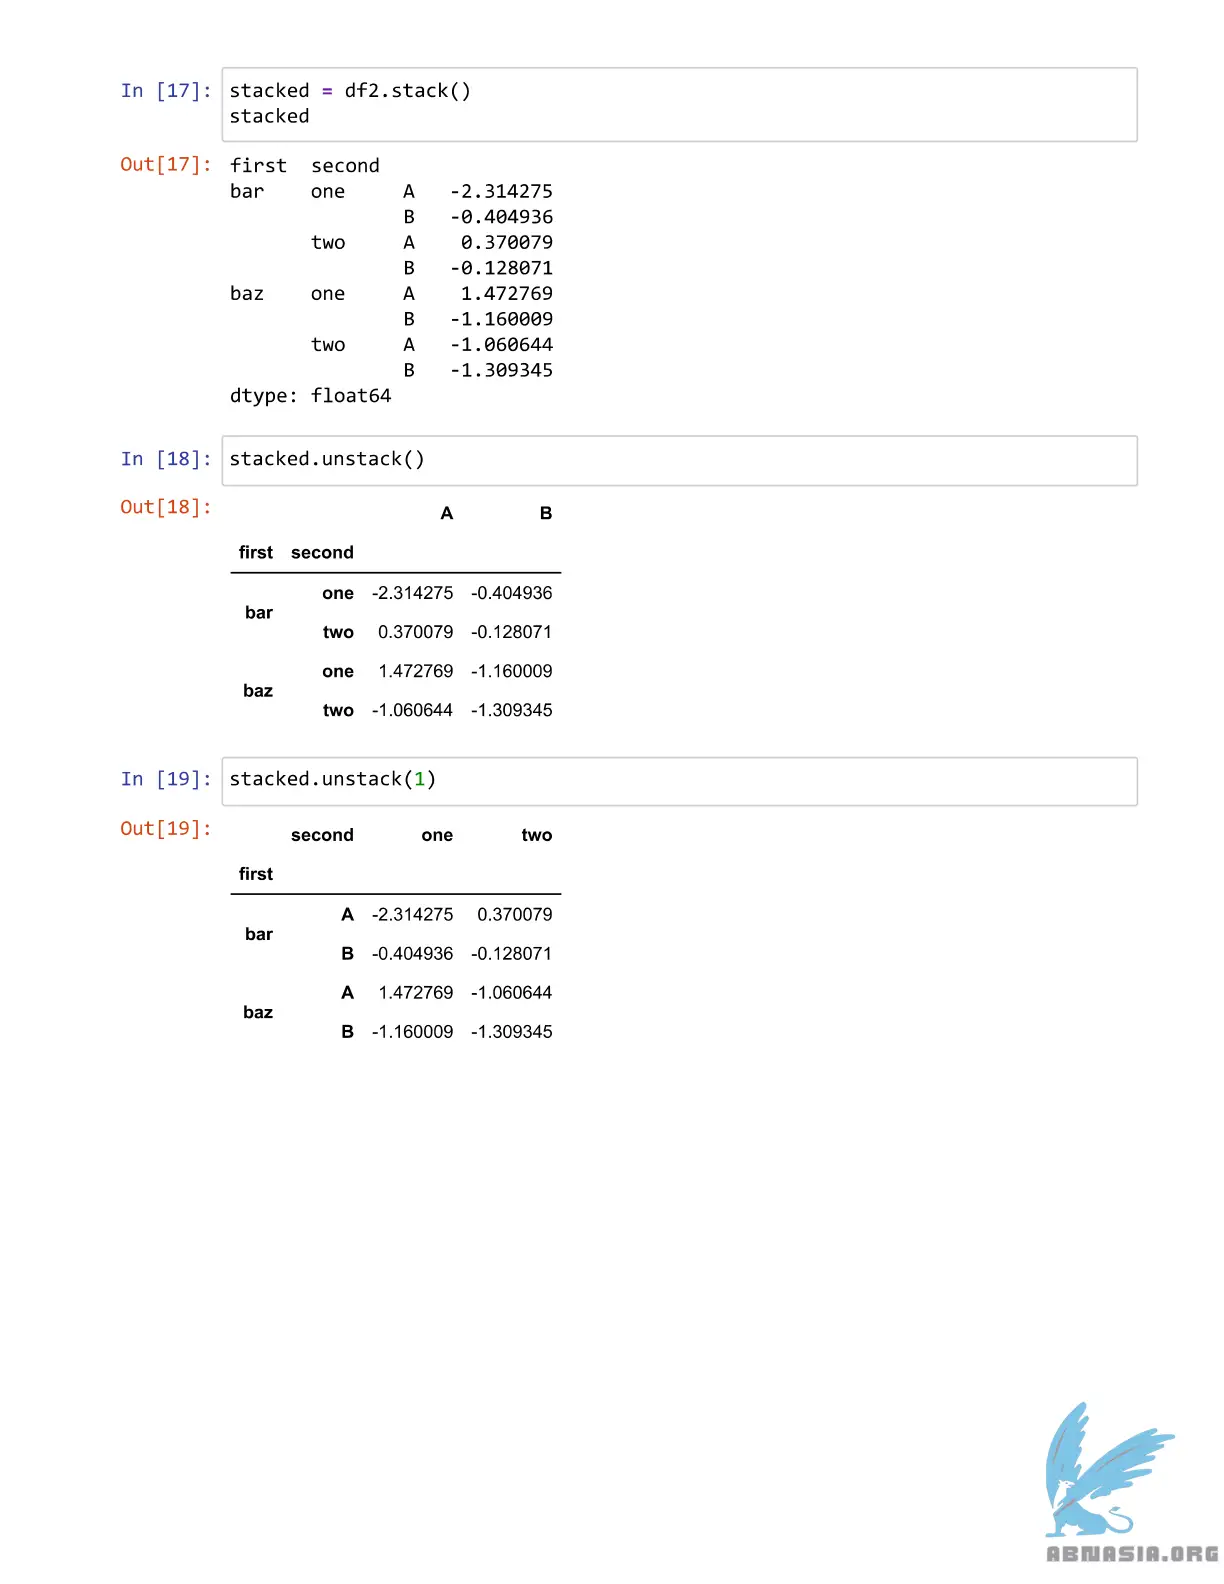 In [17]: stacked = df2.stack()
stacked
Out[17]: first second
bar one A -2.314275
B -0.404936
two A 0.370079
B -0.128071
baz one A 1.472769
B -1.160009
two A -1.060644
B -1.309345
dtype: float64
In [18]: stacked.unstack()
Out[18]: A B
first second
bar one -2.314275 -0.404936
two 0.370079 -0.128071
baz one 1.472769 -1.160009
two -1.060644 -1.309345
In [19]: stacked.unstack(1)
Out[19]: second one two
first
bar A -2.314275 0.370079
B -0.404936 -0.128071
baz A 1.472769 -1.060644
B -1.160009 -1.309345
ABNASIA.ORG